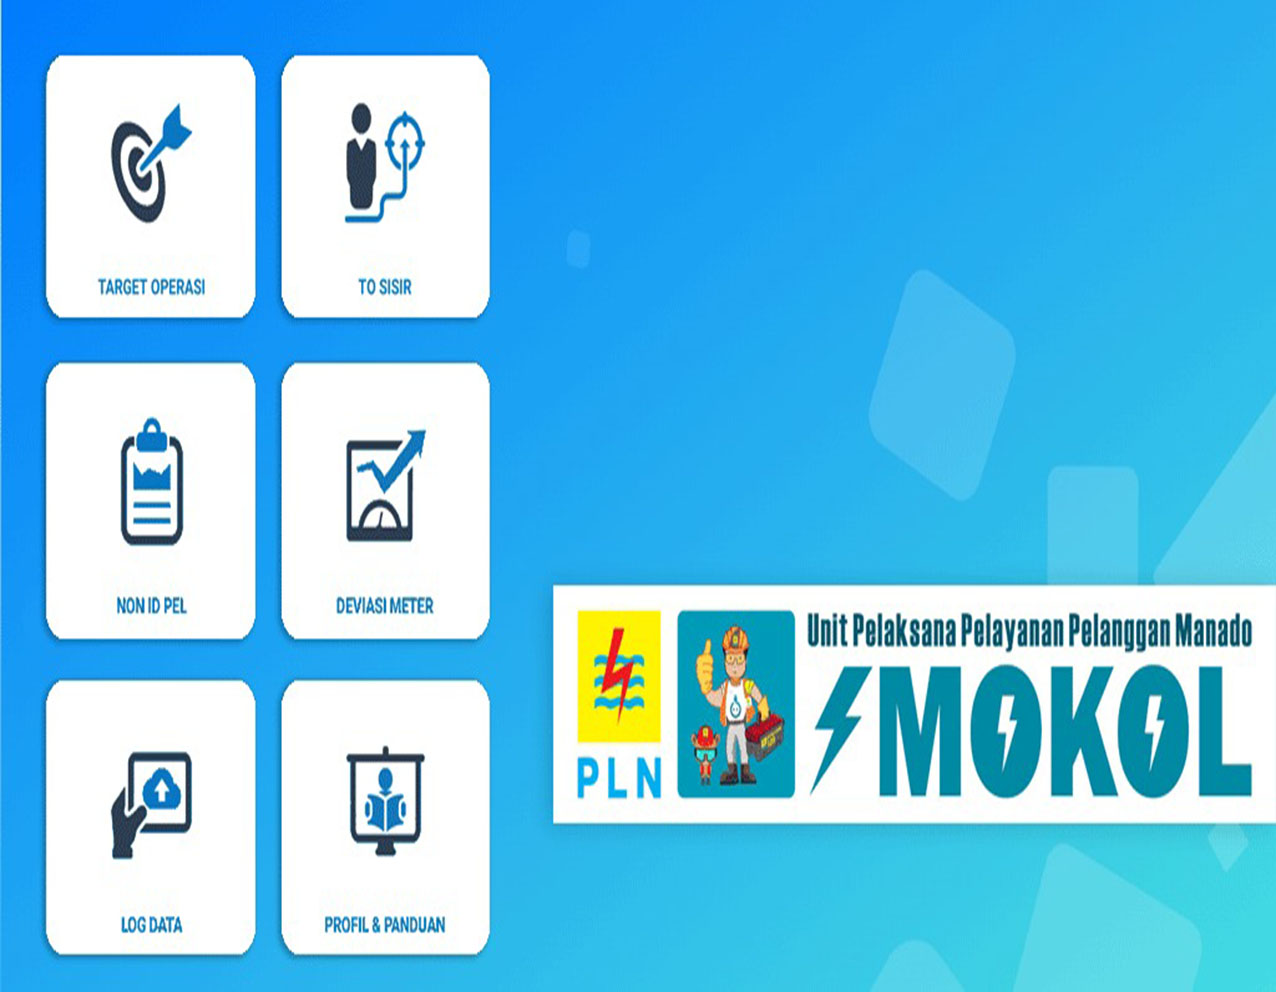 TARGET OPERASI
TO SISIR
NON ID PEL
DEVIASI METER
LOG DATA
PROFIL & PANDUAN
PLN
Unit Pelaksana Pelayanan Pelanggan Manado
MOKOL